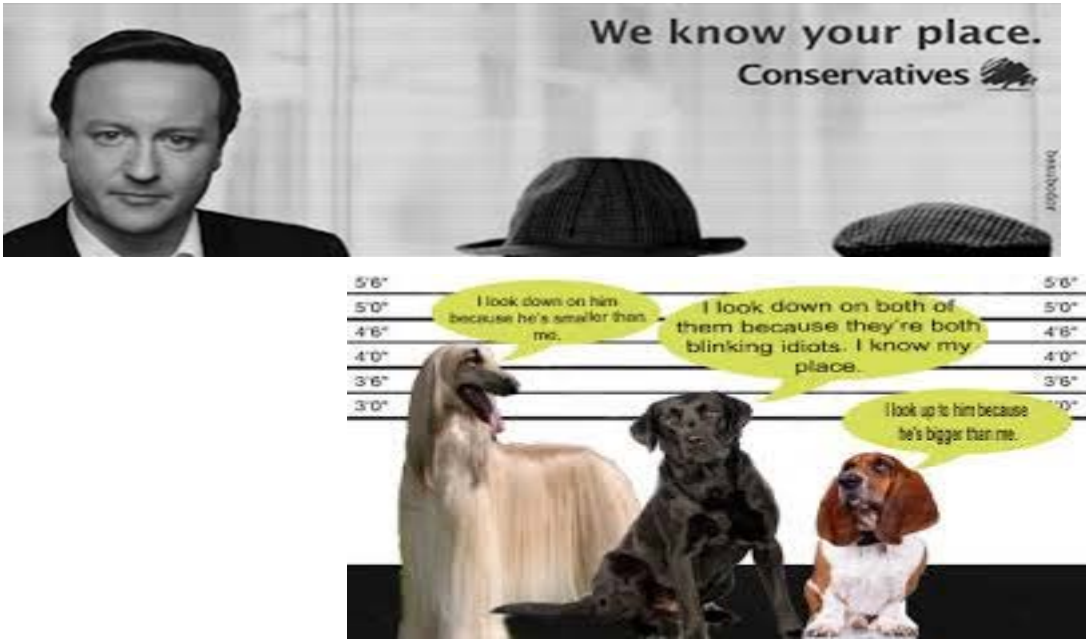 We know your place.
Conservatives
beaubodor
5'6"
5'0"
4'6"
4'0"
3'6"
3'0"
I look down on him
because he's smaller than
me.
I look down on both of
them because they're both
blinking idiots. I know my
place.
I look up to him because
he's bigger than me.
5'6"
5'0"
4'6"
4'0"
3'6"